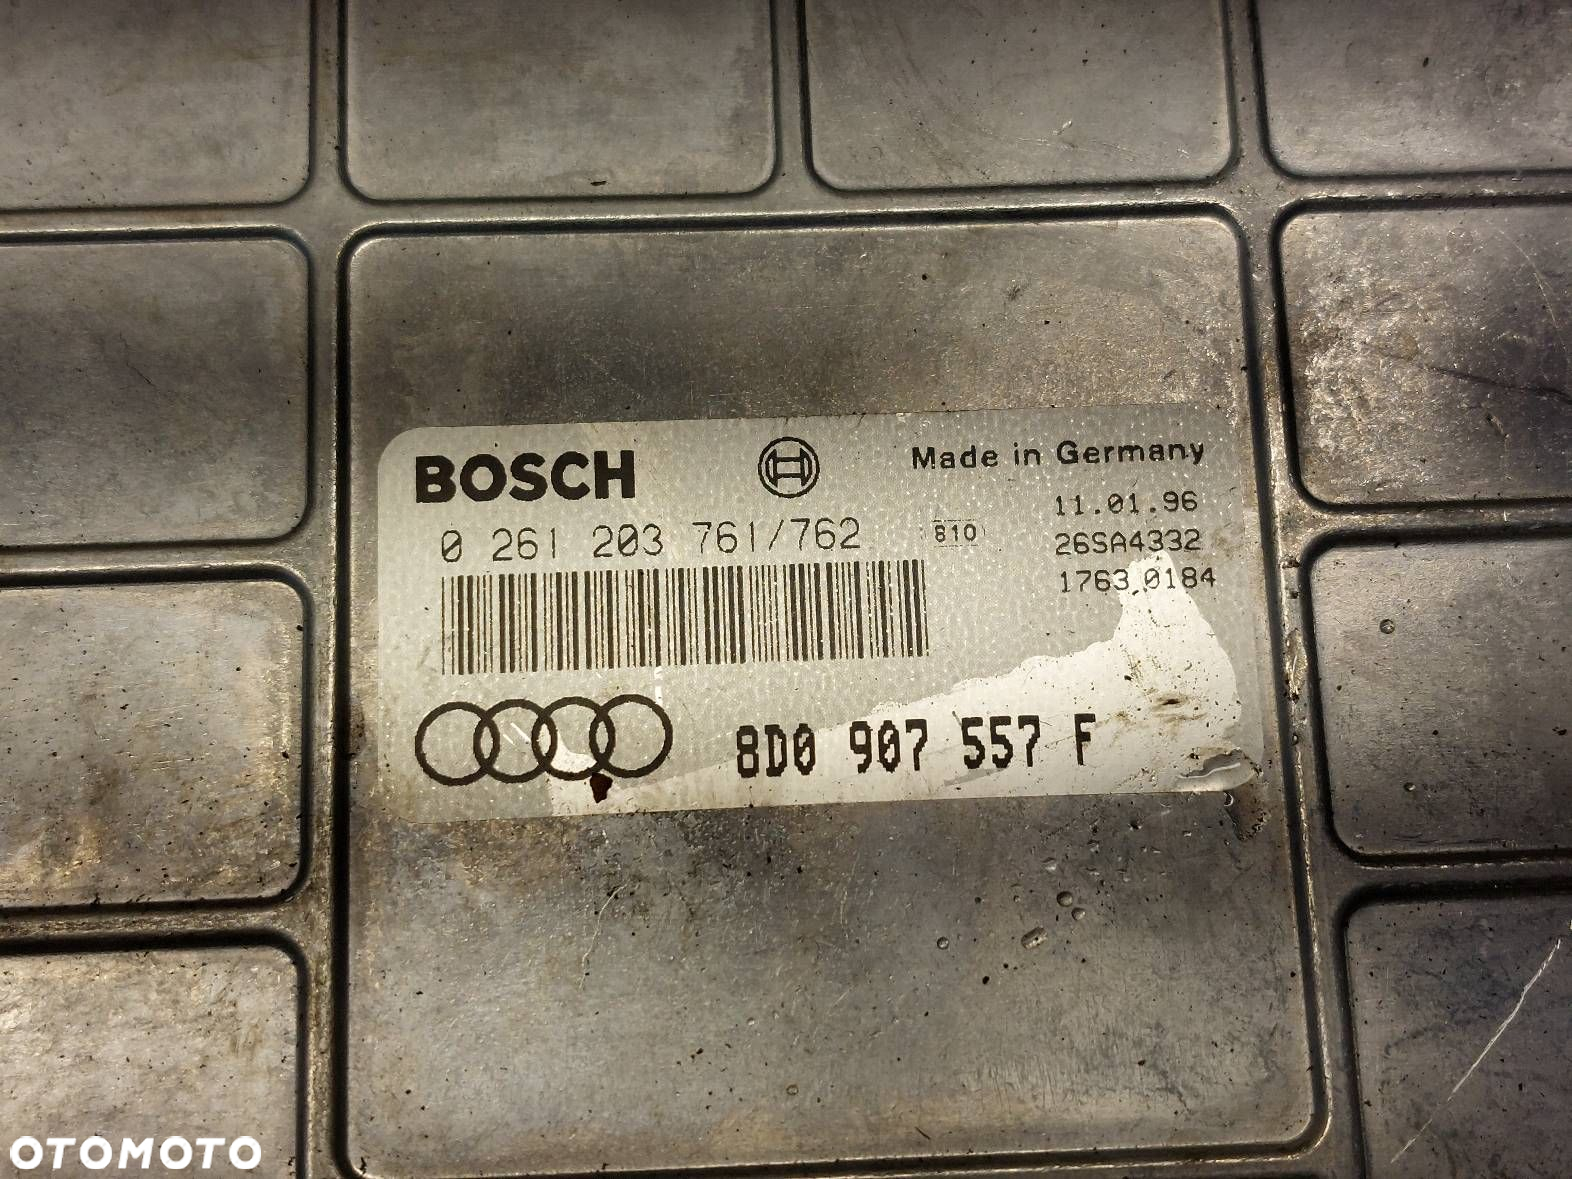 BOSCH
Made in Germany
0 261 203 761/762
810
11.01.96
26SA4332
1763 0184
8D0 907 557 F
OTOMOTO